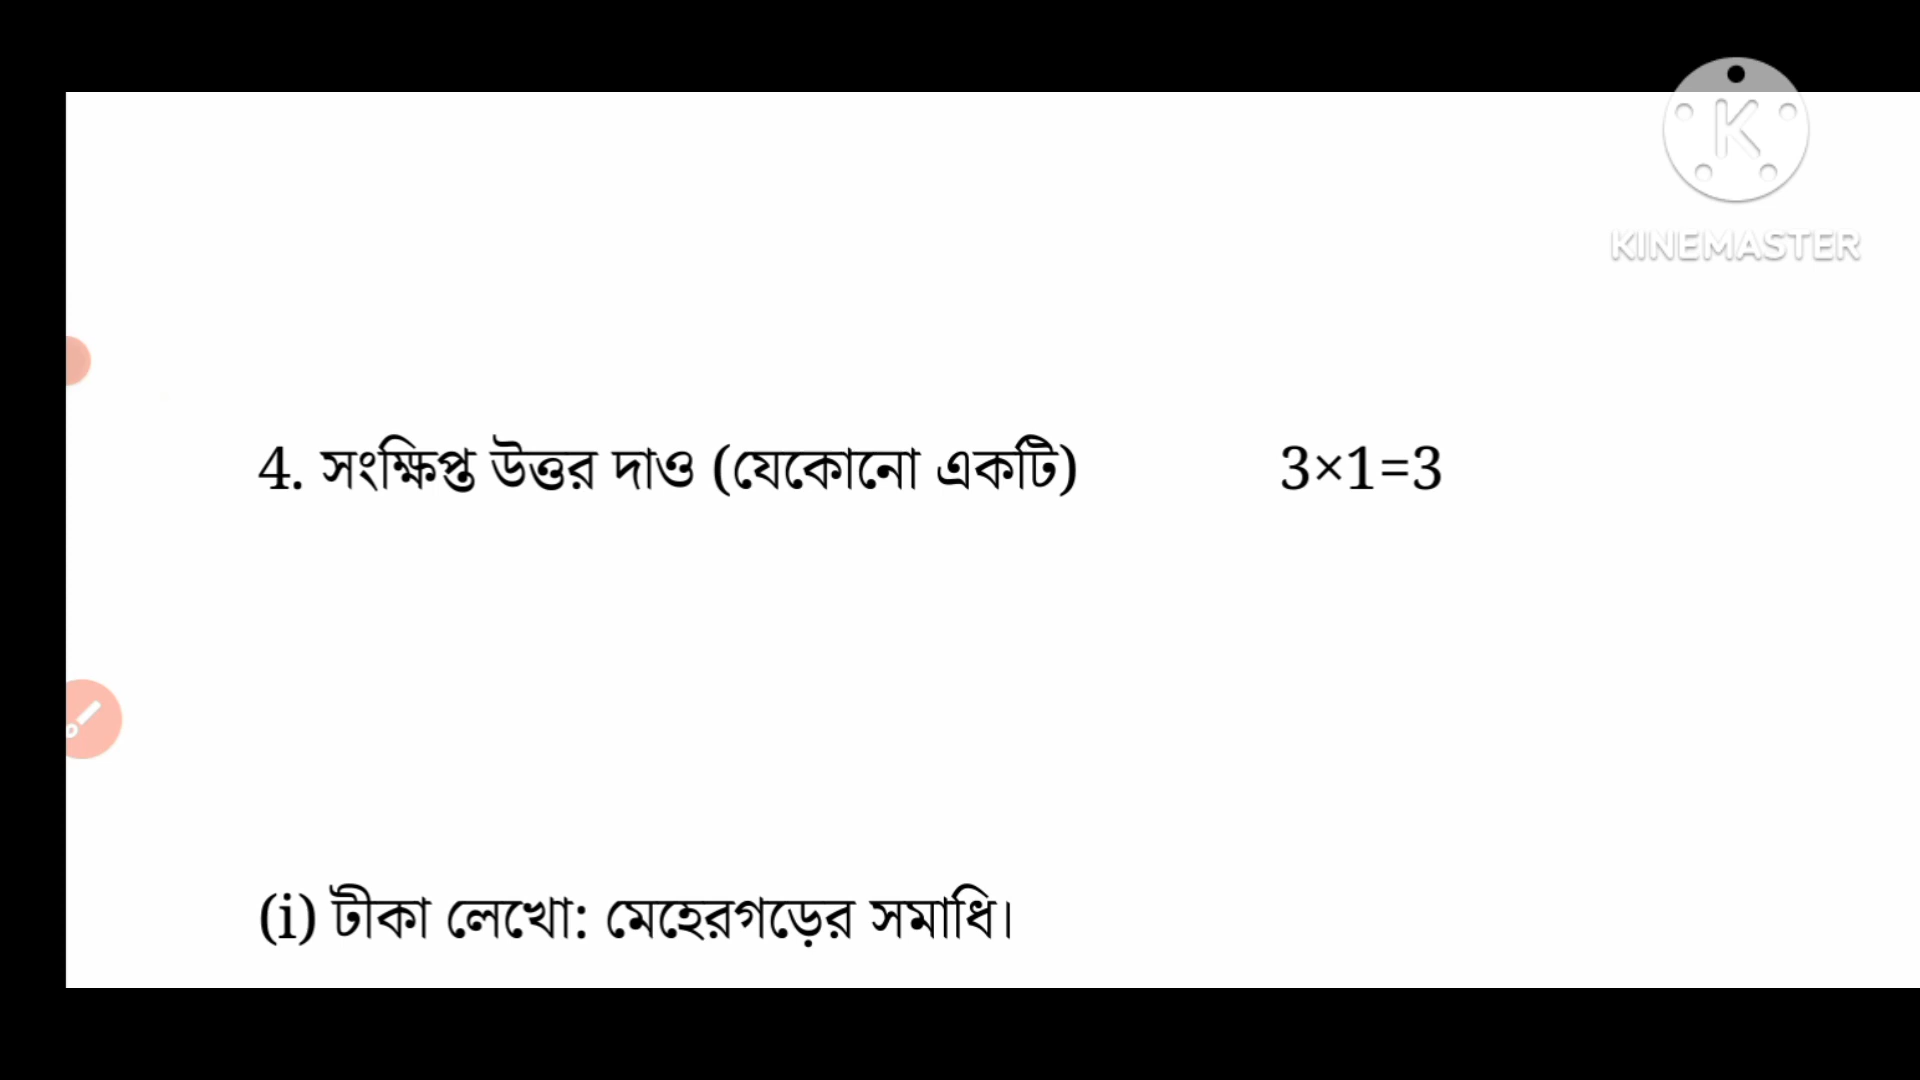 K
KINEMASTER
4. সংক্ষিপ্ত উত্তর দাও (যেকোনো একটি) 3×1=3
(i) টীকা লেখো: মেহেরগড়ের সমাধি।